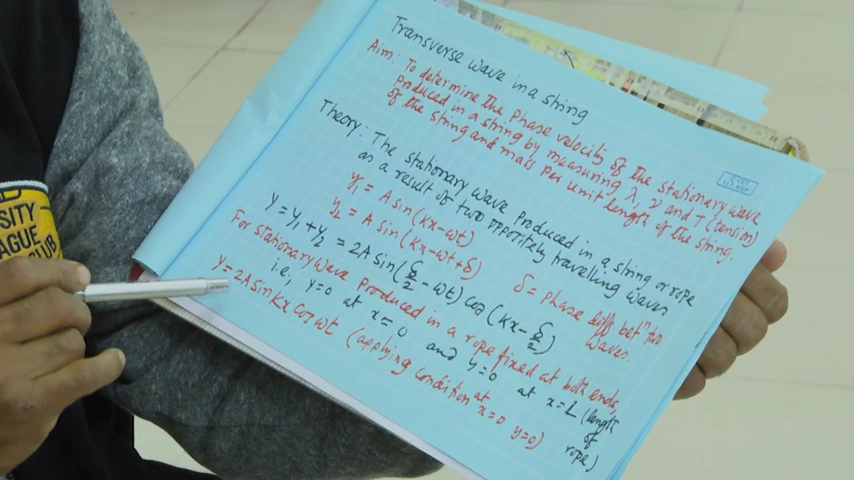 Transverse wave in a string
Aim: To determine the phase velocity of the stationary wave
produced in a string by measuring λ, ν and T (tension)
of the string and mass per unit length of the string.
Theory: The stationary wave produced in a string or rope
as a result of two oppositely travelling waves
y₁ = A sin(Kx-ωt)
y₂ = A sin(Kx-ωt+δ) δ = phase diff betⁿ two waves.
y = y₁ + y₂ = 2A sin(δ/2 - ωt) cos(Kx - δ/2)
For stationary wave produced in a rope fixed at both ends,
i.e, y=0 at x=0 and y=0 at x=L (length of rope)
y = 2A sin Kx Cos ωt (applying condition at x=0 y=0)
SITY
AGUE
CLUB